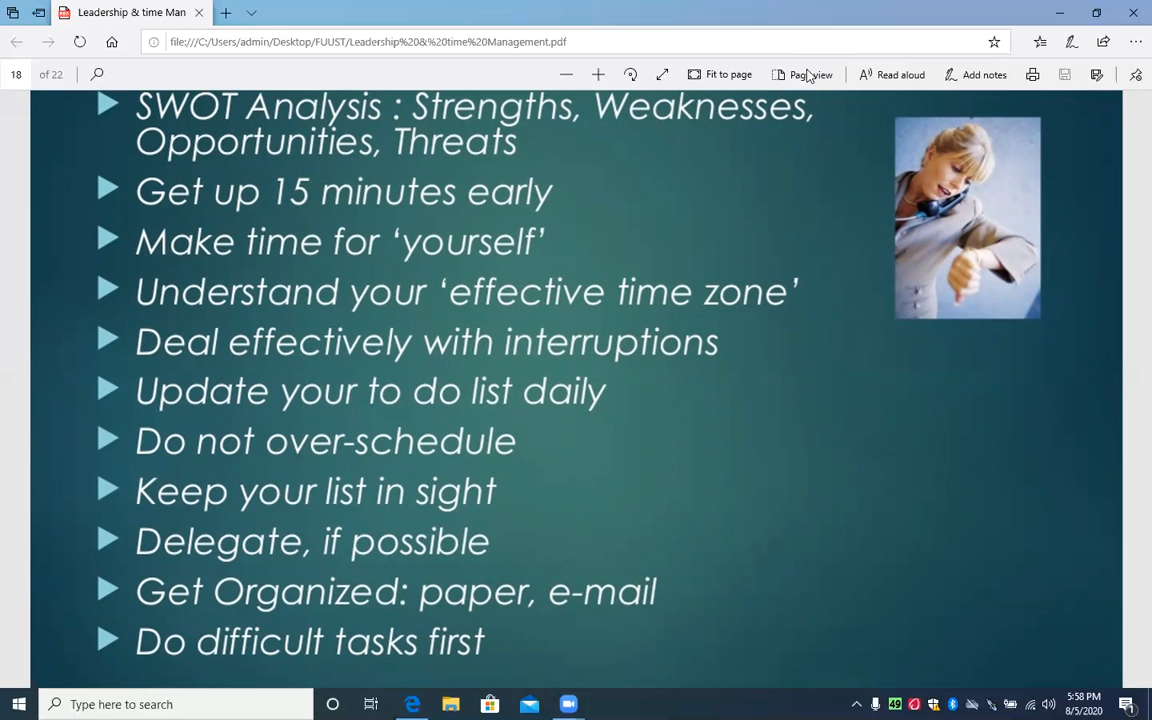 Leadership & time Man
file:///C:/Users/admin/Desktop/FUUST/Leadership%20&%20time%20Management.pdf
18 of 22 Fit to page Page view Read aloud Add notes
SWOT Analysis : Strengths, Weaknesses,
Opportunities, Threats
Get up 15 minutes early
Make time for ‘yourself’
Understand your ‘effective time zone’
Deal effectively with interruptions
Update your to do list daily
Do not over-schedule
Keep your list in sight
Delegate, if possible
Get Organized: paper, e-mail
Do difficult tasks first
Type here to search
49
5:58 PM
8/5/2020
1